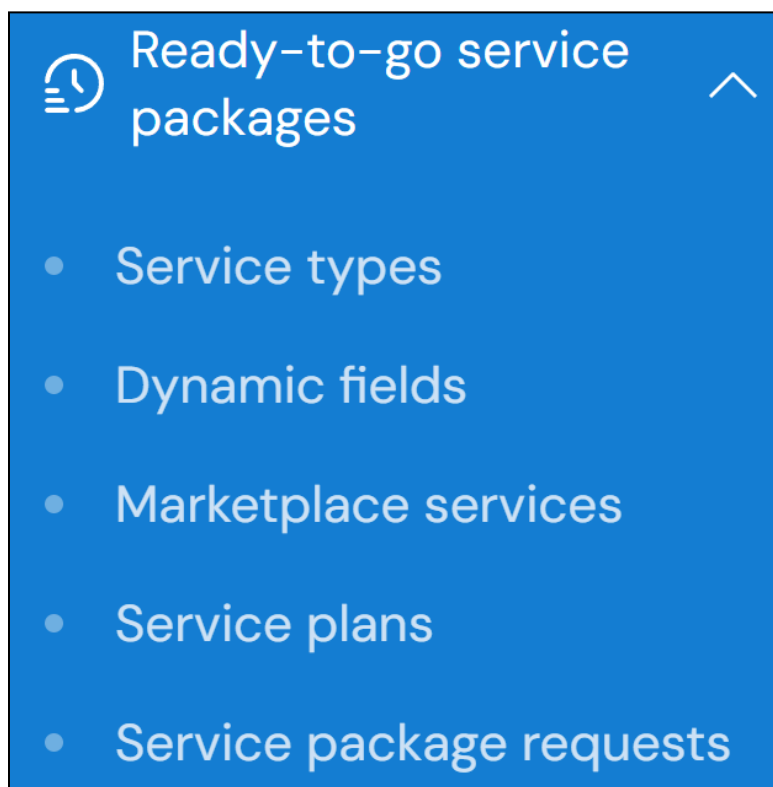 Ready-to-go service
packages
Service types
Dynamic fields
Marketplace services
Service plans
Service package requests